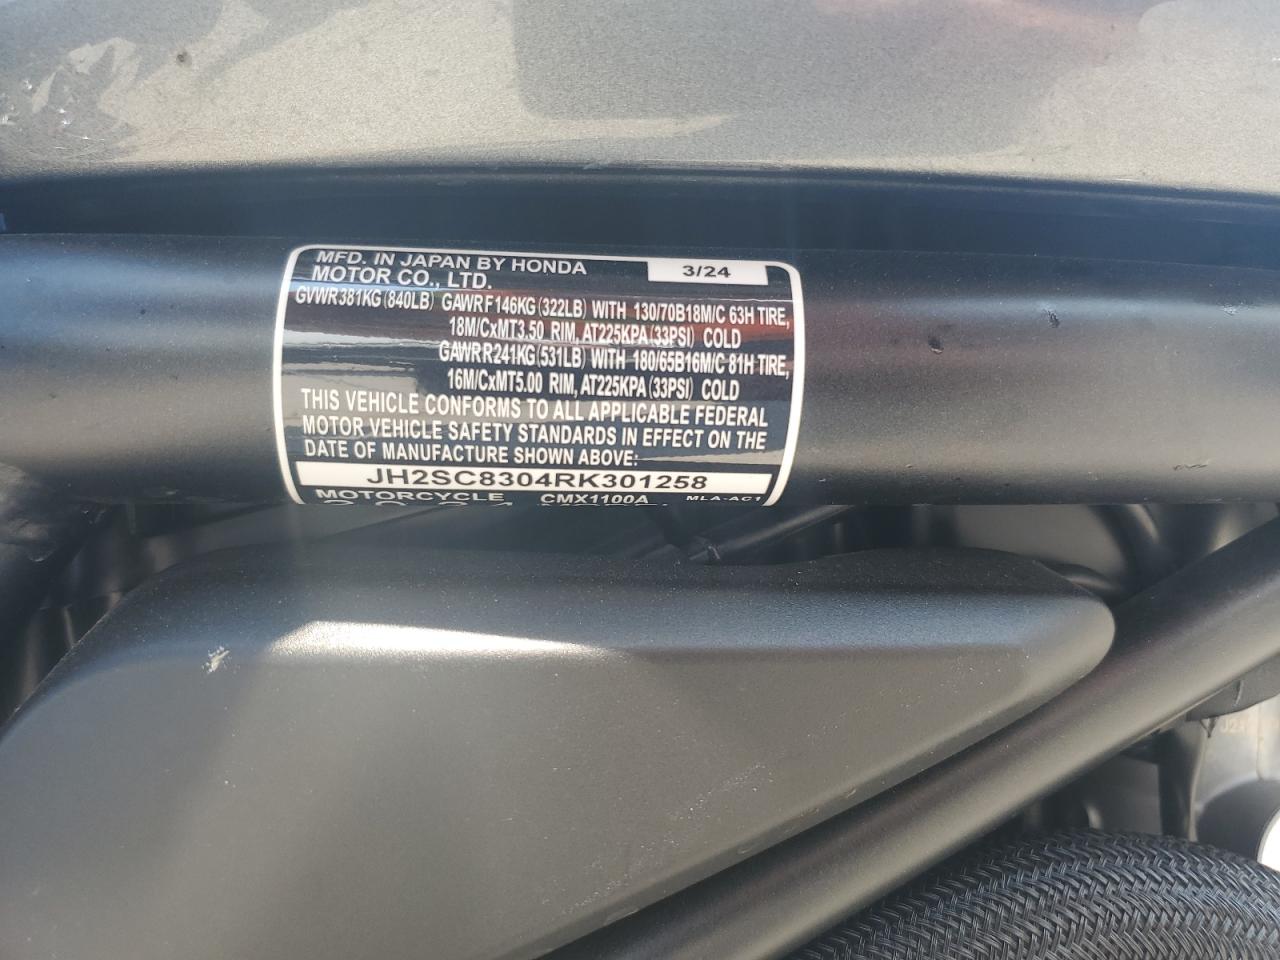 MFD. IN JAPAN BY HONDA
MOTOR CO., LTD.
3/24
GVWR381KG (840LB) GAWR F146KG (322LB) WITH 130/70B18M/C 63H TIRE,
18M/CxMT3.50 RIM, AT225KPA (33PSI) COLD
GAWR R241KG (531LB) WITH 180/65B16M/C 81H TIRE,
16M/CxMT5.00 RIM, AT225KPA (33PSI) COLD
THIS VEHICLE CONFORMS TO ALL APPLICABLE FEDERAL
MOTOR VEHICLE SAFETY STANDARDS IN EFFECT ON THE
DATE OF MANUFACTURE SHOWN ABOVE:
JH2SC8304RK301258
MOTORCYCLE CMX1100A MLA-AC1